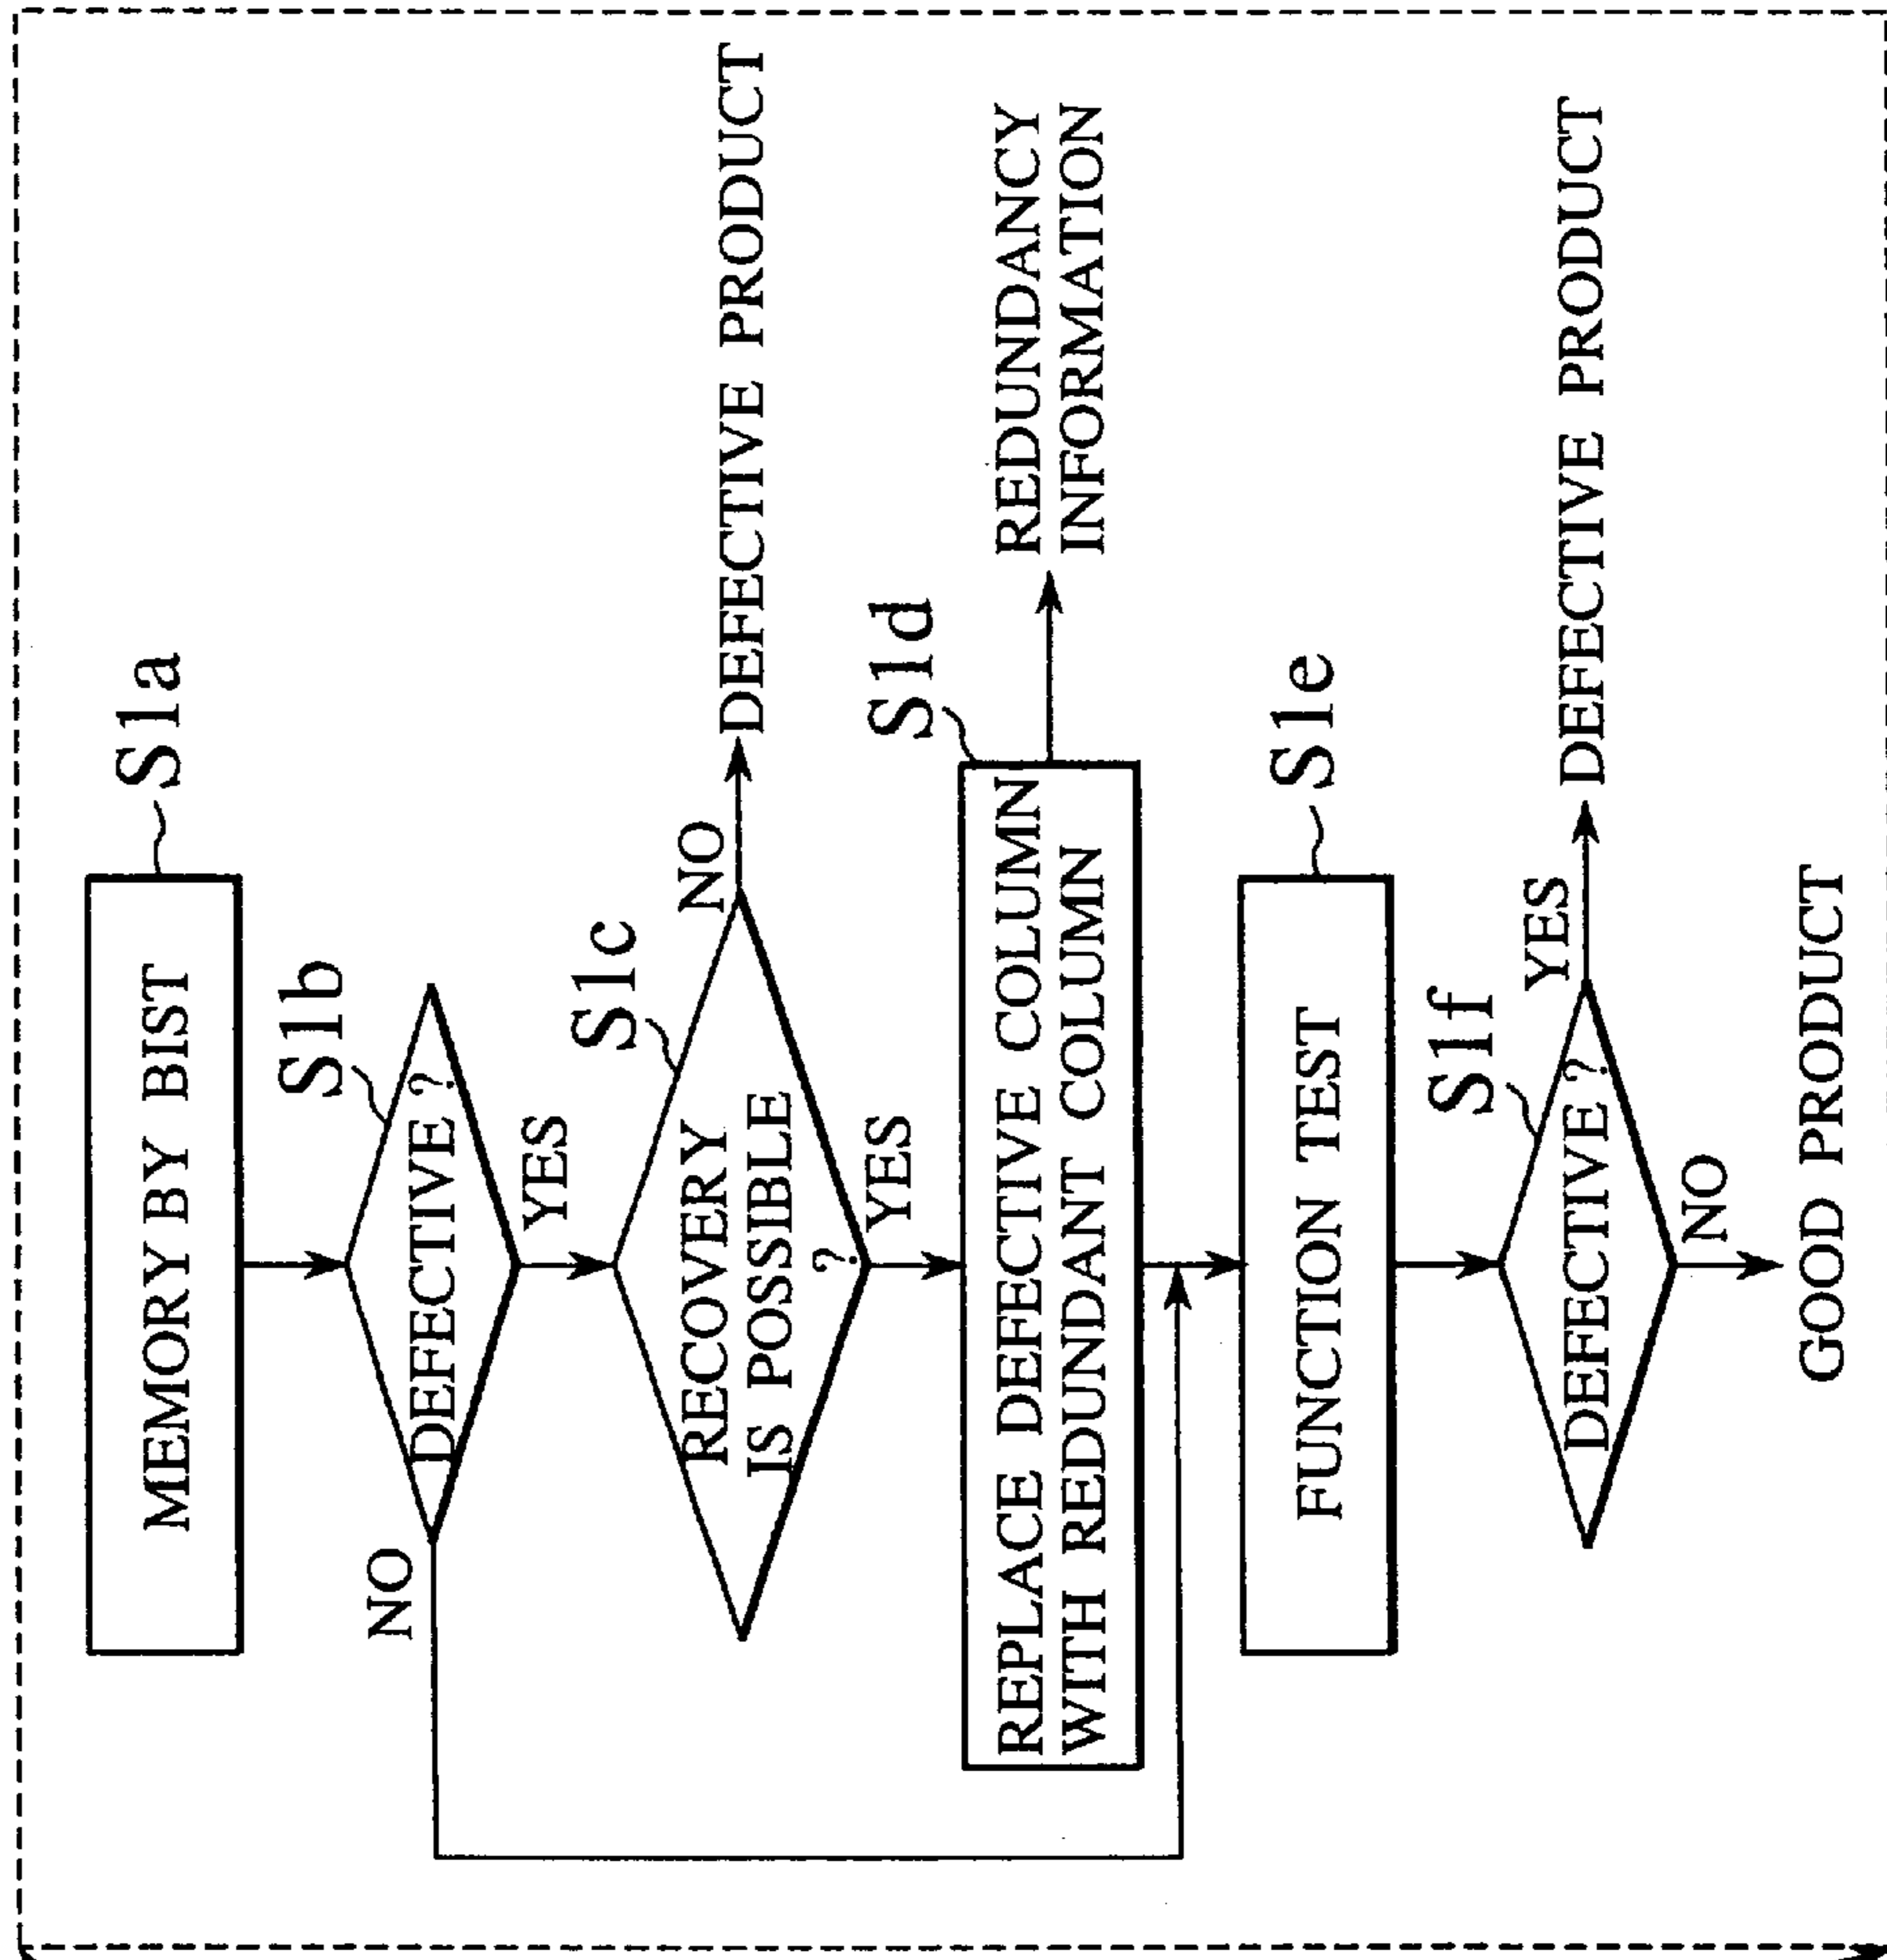 MEMORY BY BIST
S1a
S1b
DEFECTIVE ?
NO
YES
S1c
RECOVERY
IS POSSIBLE
?
NO
DEFECTIVE PRODUCT
YES
S1d
REPLACE DEFECTIVE COLUMN
WITH REDUNDANT COLUMN
REDUNDANCY
INFORMATION
S1e
FUNCTION TEST
S1f
DEFECTIVE ?
YES
DEFECTIVE PRODUCT
NO
GOOD PRODUCT